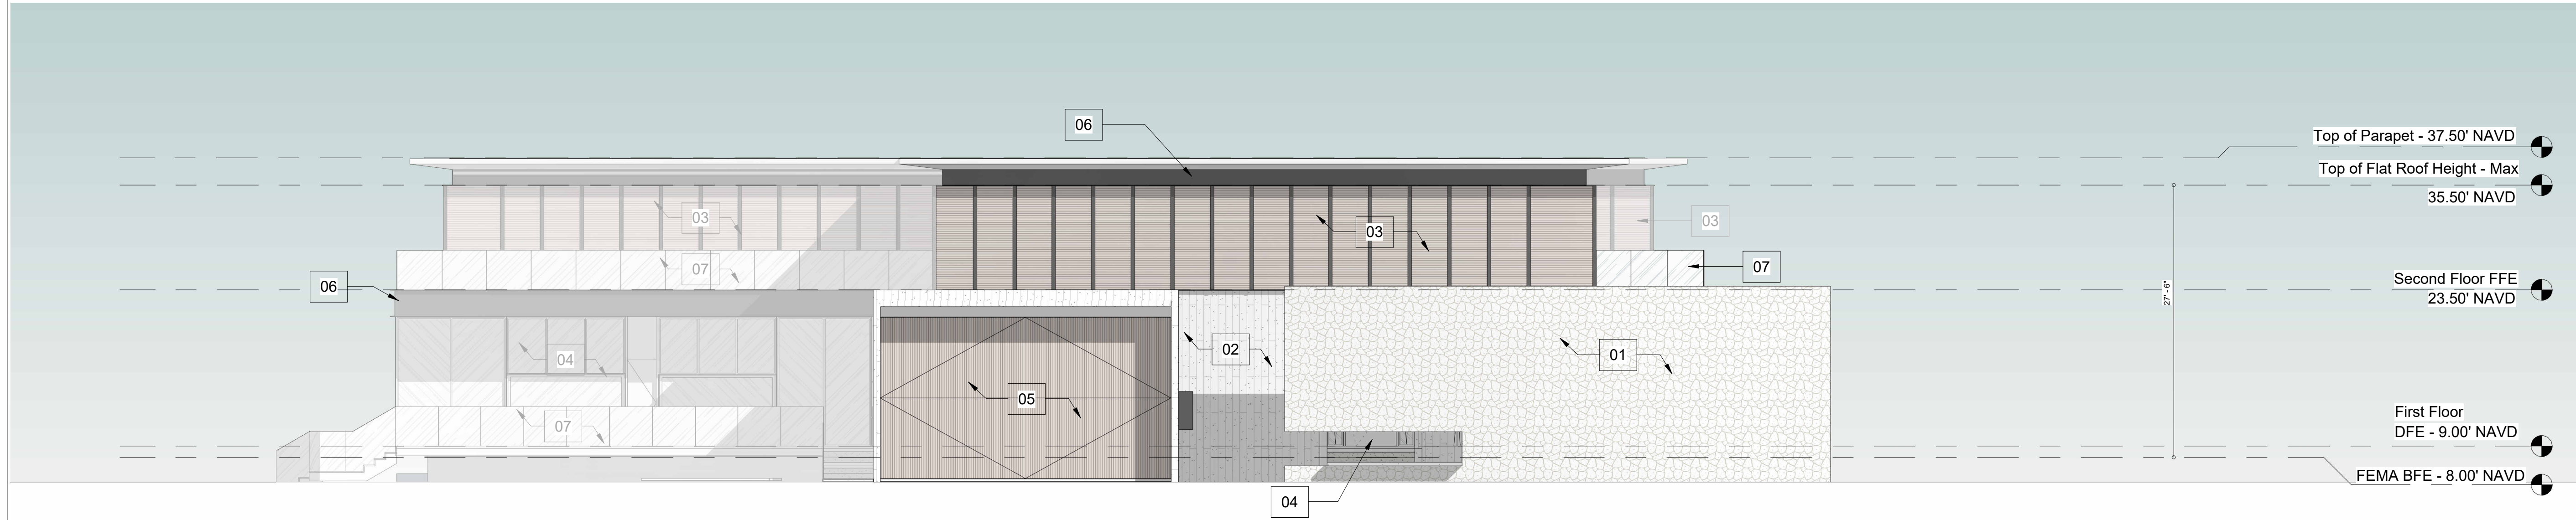 06
Top of Parapet - 37.50' NAVD
Top of Flat Roof Height - Max
35.50' NAVD
03
03
03
07
07
06
Second Floor FFE
23.50' NAVD
27' - 6"
02
01
04
05
07
First Floor
DFE - 9.00' NAVD
FEMA BFE - 8.00' NAVD
04